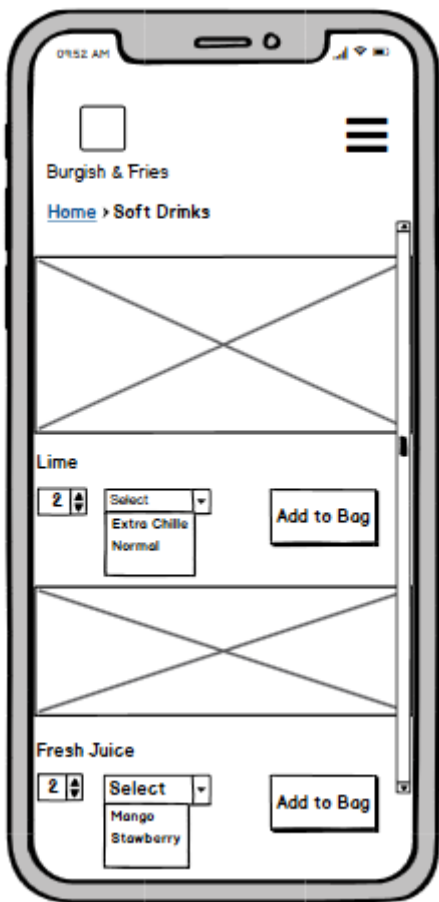 09:52 AM
Burgish & Fries
Home > Soft Drinks
Lime
2 Select Add to Bag
Extra Chille
Normal
Fresh Juice
2 Select Add to Bag
Mango
Stawberry